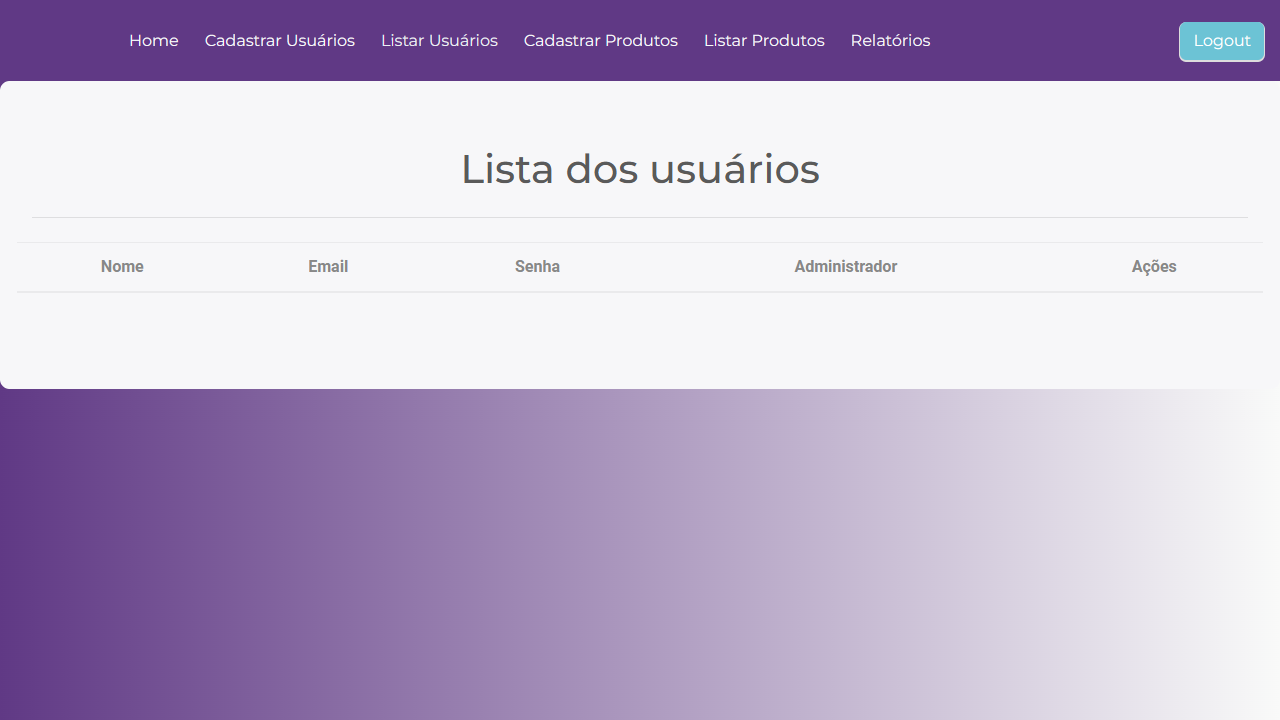 Home Cadastrar Usuários Listar Usuários Cadastrar Produtos Listar Produtos Relatórios Logout
Lista dos usuários
Nome Email Senha Administrador Ações